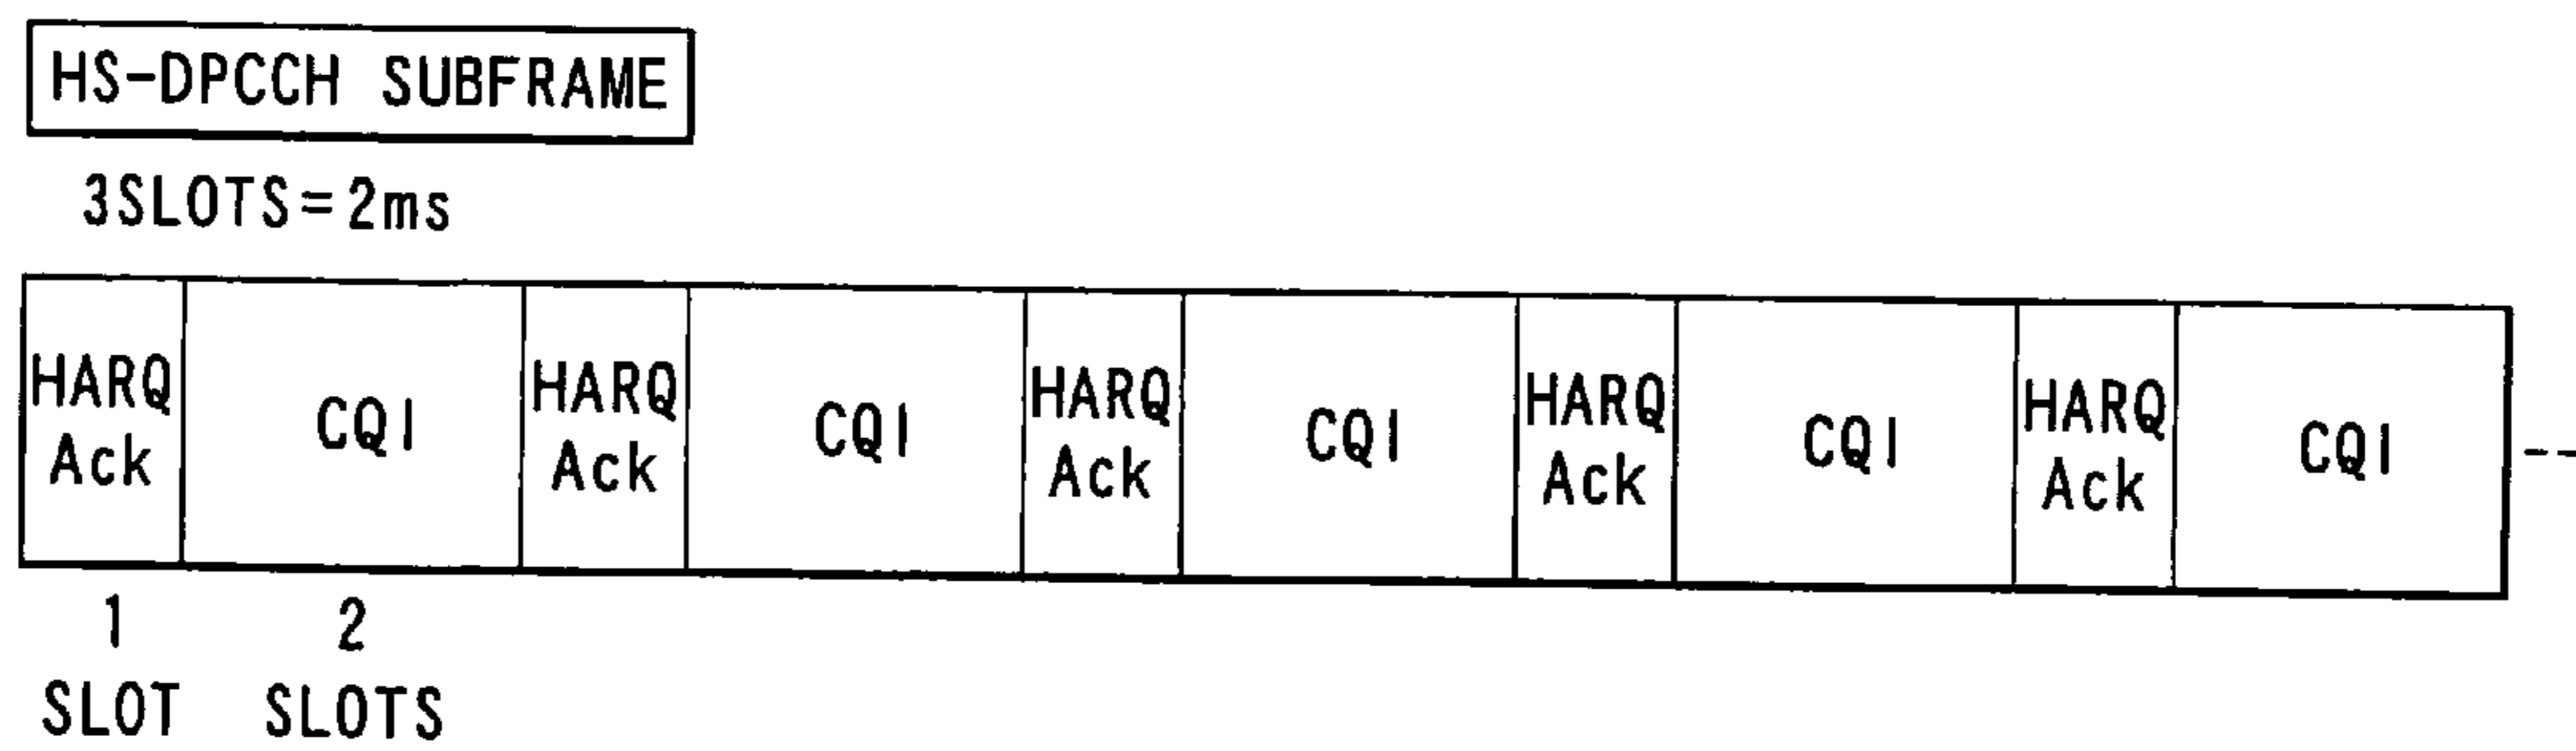 HS-DPCCH SUBFRAME
3SLOTS=2ms
HARQ Ack CQI HARQ Ack CQI HARQ Ack CQI HARQ Ack CQI HARQ Ack CQI
1 SLOT
2 SLOTS